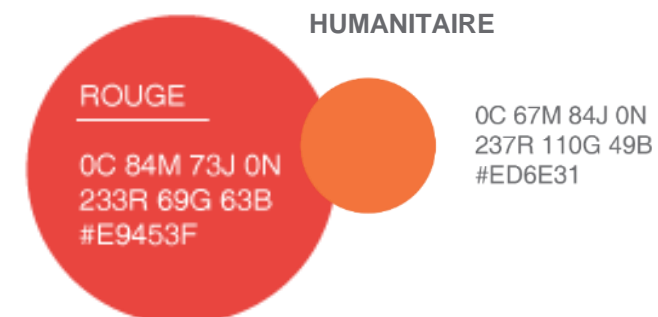 HUMANITAIRE
ROUGE
0C 84M 73J 0N
233R 69G 63B
#E9453F
0C 67M 84J 0N
237R 110G 49B
#ED6E31